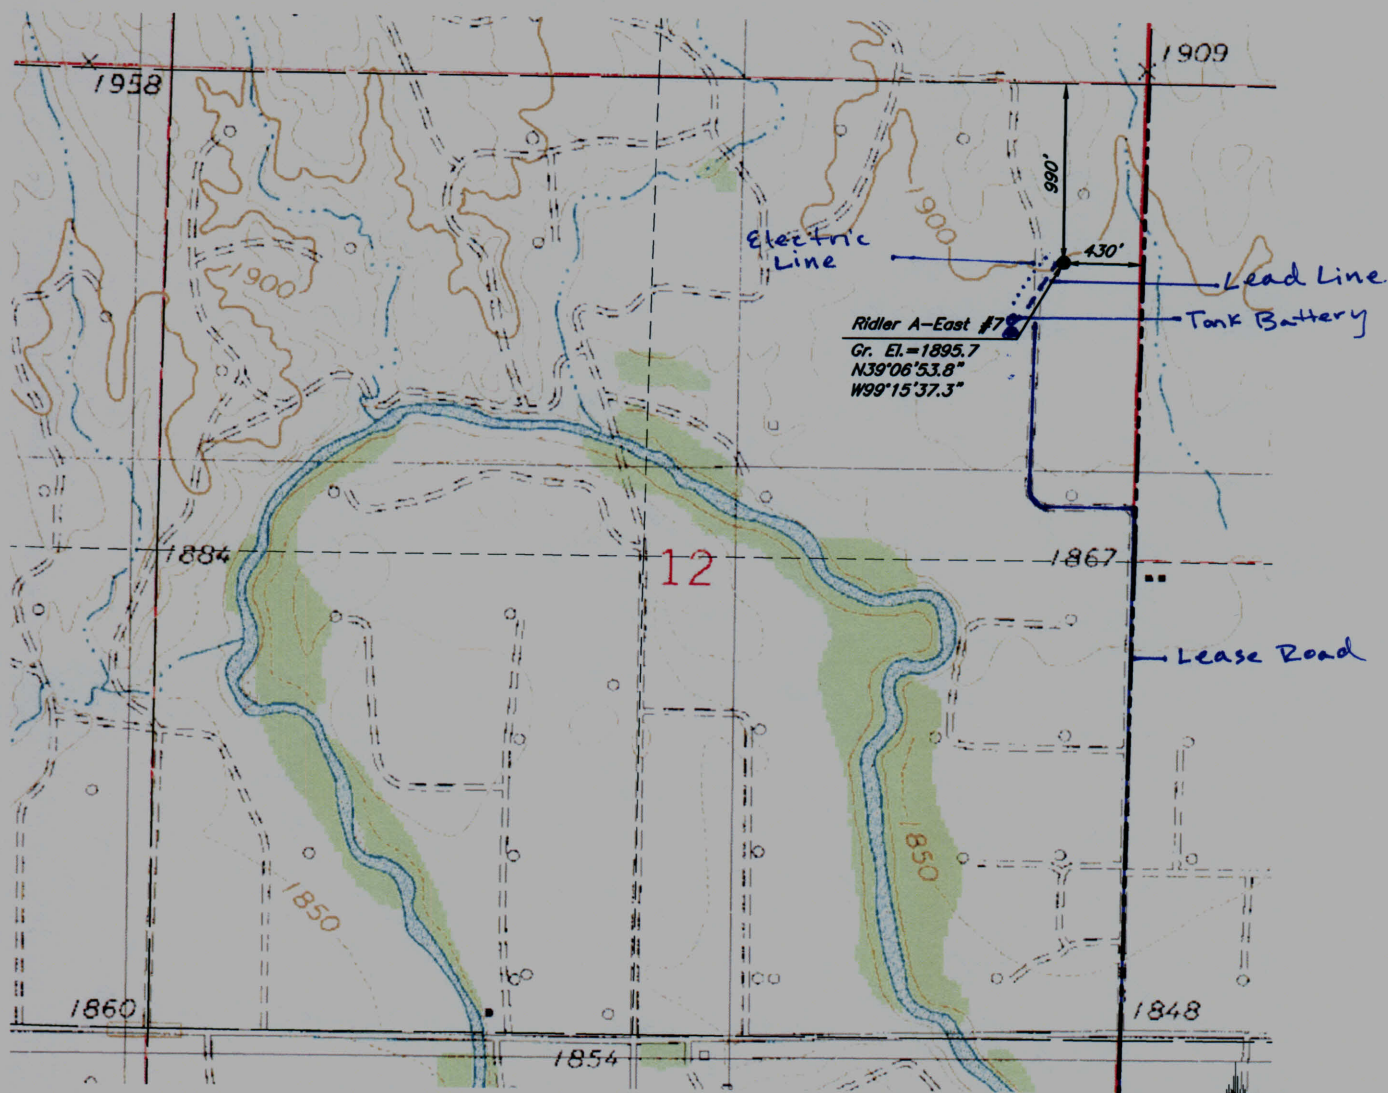 1909
1958
990'
1900
Electric
Line
430'
1900
Lead Line
Tank Battery
Ridler A-East #7
Gr. El.=1895.7
N39°06'53.8"
W99°15'37.3"
1884
12
1867
Lease Road
1850
1850
1860
1848
1854